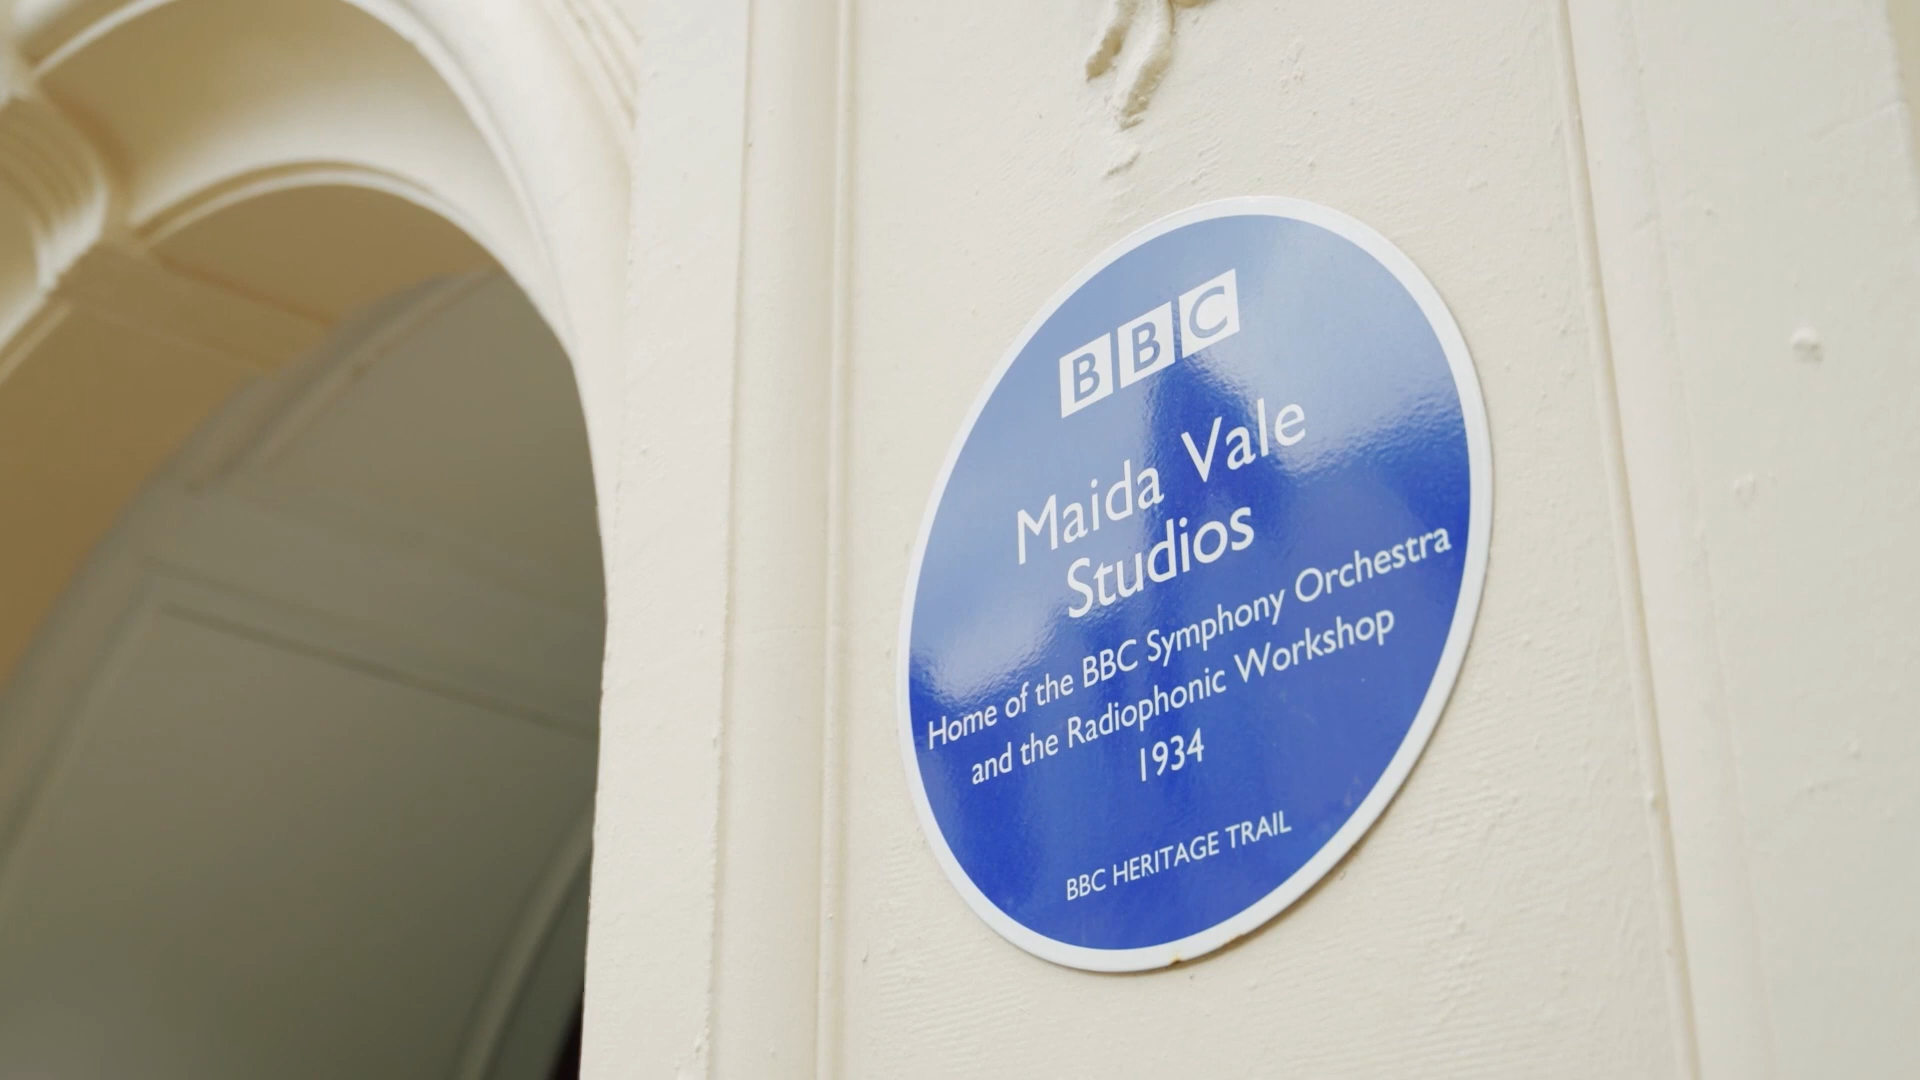 BBC
Maida Vale
Studios
Home of the BBC Symphony Orchestra
and the Radiophonic Workshop
1934
BBC HERITAGE TRAIL